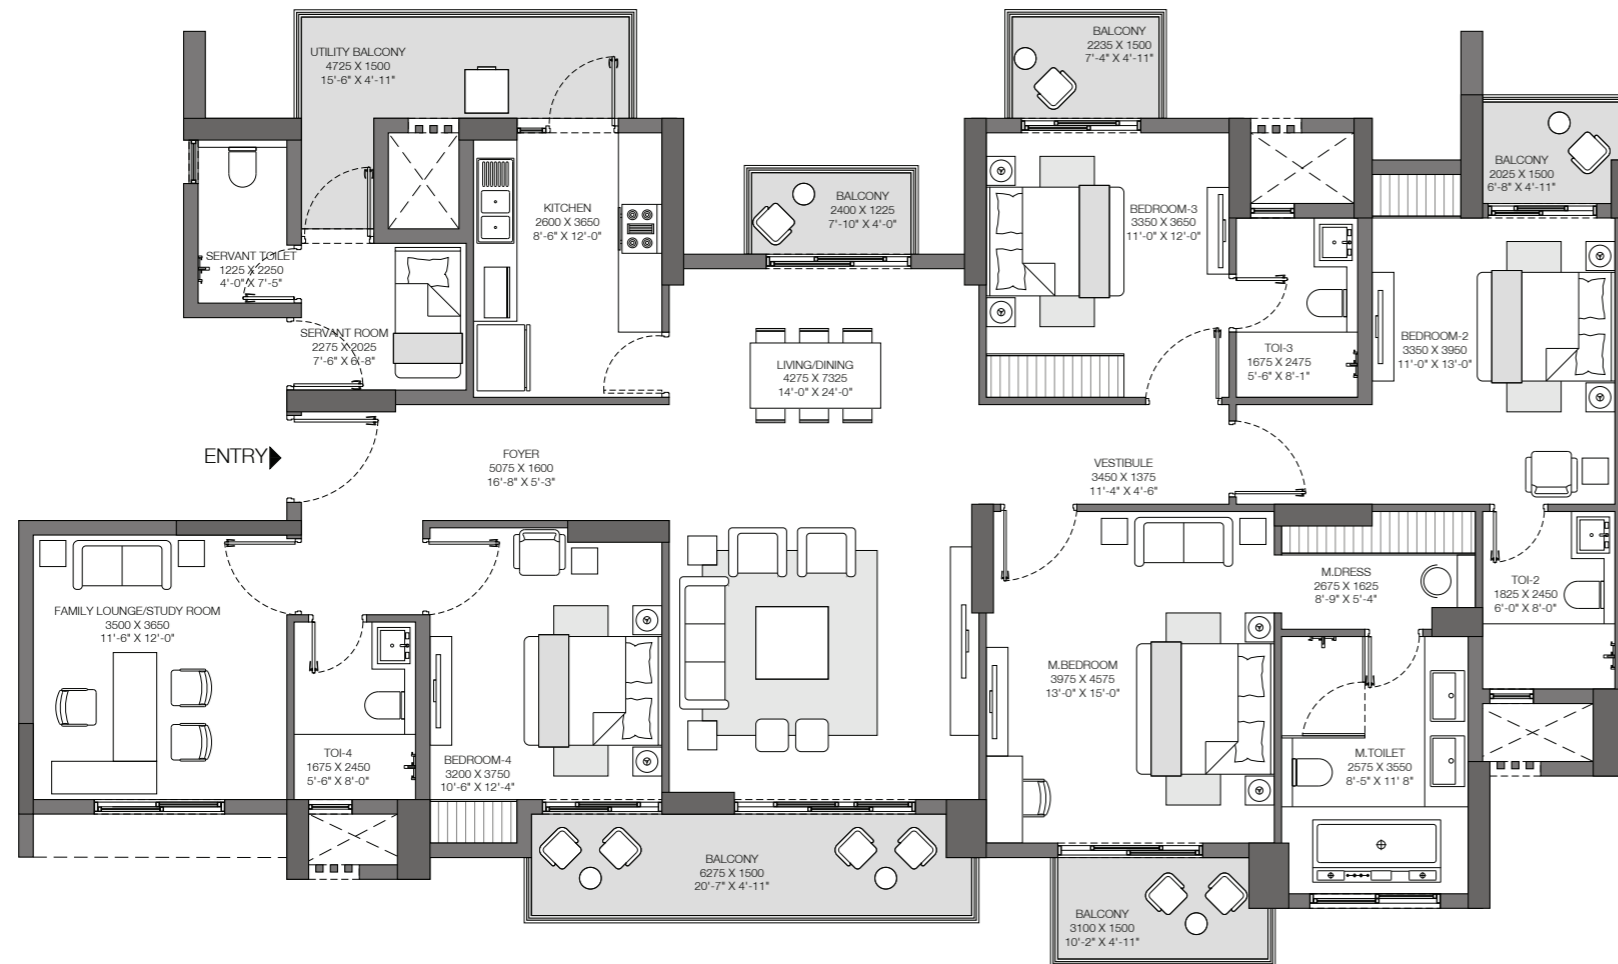 UTILITY BALCONY
4725 X 1500
15'-6" X 4'-11"
BALCONY
2235 X 1500
7'-4" X 4'-11"
BALCONY
2025 X 1500
6'-8" X 4'-11"
BALCONY
2400 X 1225
7'-10" X 4'-0"
KITCHEN
2600 X 3650
8'-6" X 12'-0"
BEDROOM-3
3350 X 3650
11'-0" X 12'-0"
SERVANT TOILET
1225 X 2250
4'-0" X 7'-5"
SERVANT ROOM
2275 X 2025
7'-6" X 6'-8"
LIVING/DINING
4275 X 7325
14'-0" X 24'-0"
TOI-3
1675 X 2475
5'-6" X 8'-1"
BEDROOM-2
3350 X 3950
11'-0" X 13'-0"
ENTRY
FOYER
5075 X 1600
16'-8" X 5'-3"
VESTIBULE
3450 X 1375
11'-4" X 4'-6"
FAMILY LOUNGE/STUDY ROOM
3500 X 3650
11'-6" X 12'-0"
M.DRESS
2675 X 1625
8'-9" X 5'-4"
TOI-2
1825 X 2450
6'-0" X 8'-0"
M.BEDROOM
3975 X 4575
13'-0" X 15'-0"
TOI-4
1675 X 2450
5'-6" X 8'-0"
BEDROOM-4
3200 X 3750
10'-6" X 12'-4"
M.TOILET
2575 X 3550
8'-5" X 11' 8"
BALCONY
6275 X 1500
20'-7" X 4'-11"
BALCONY
3100 X 1500
10'-2" X 4'-11"